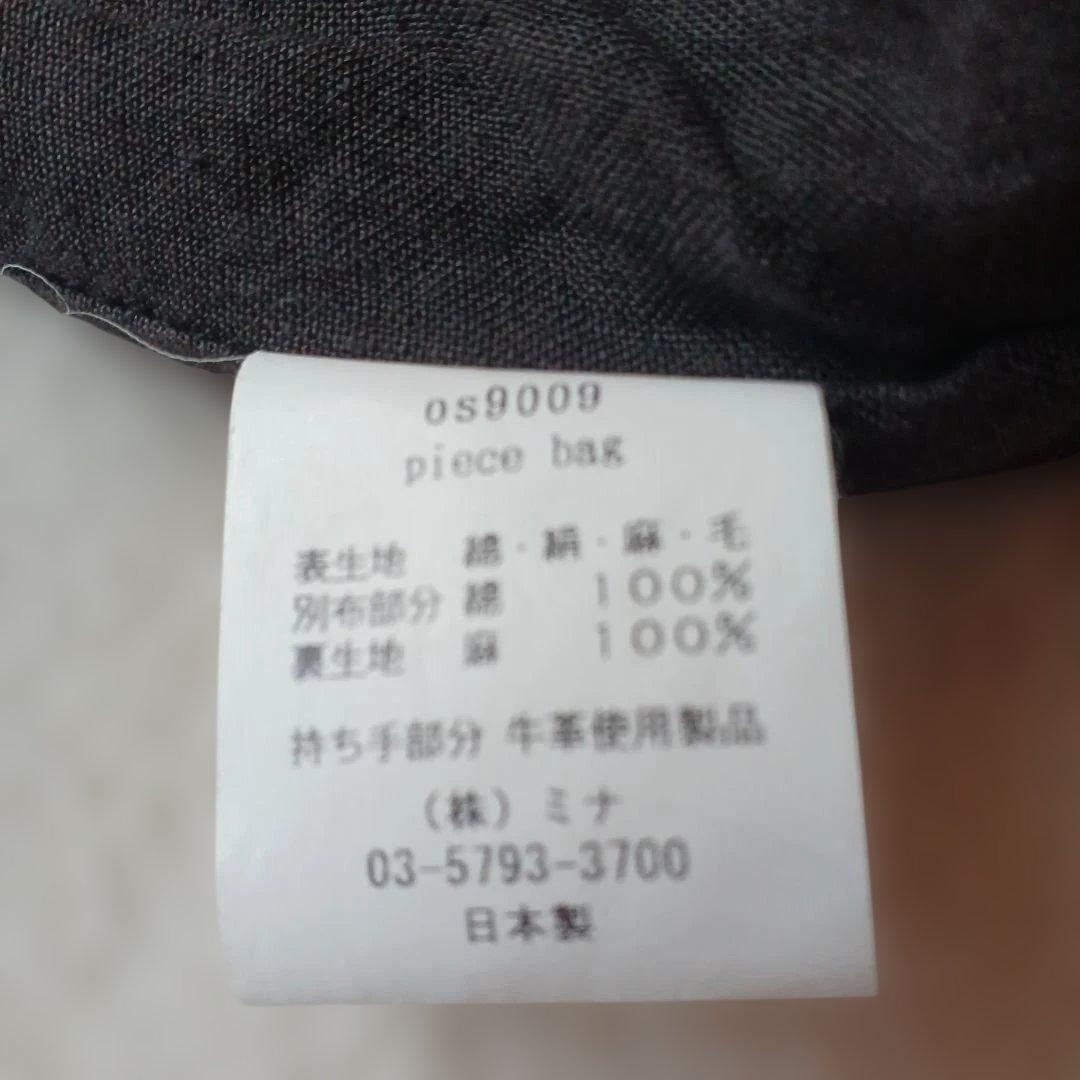 os9009
piece bag
表生地 綿・絹・麻・毛
別布部分 綿 100%
裏生地 麻 100%
持ち手部分 牛革使用製品
（株）ミナ
03-5793-3700
日本製